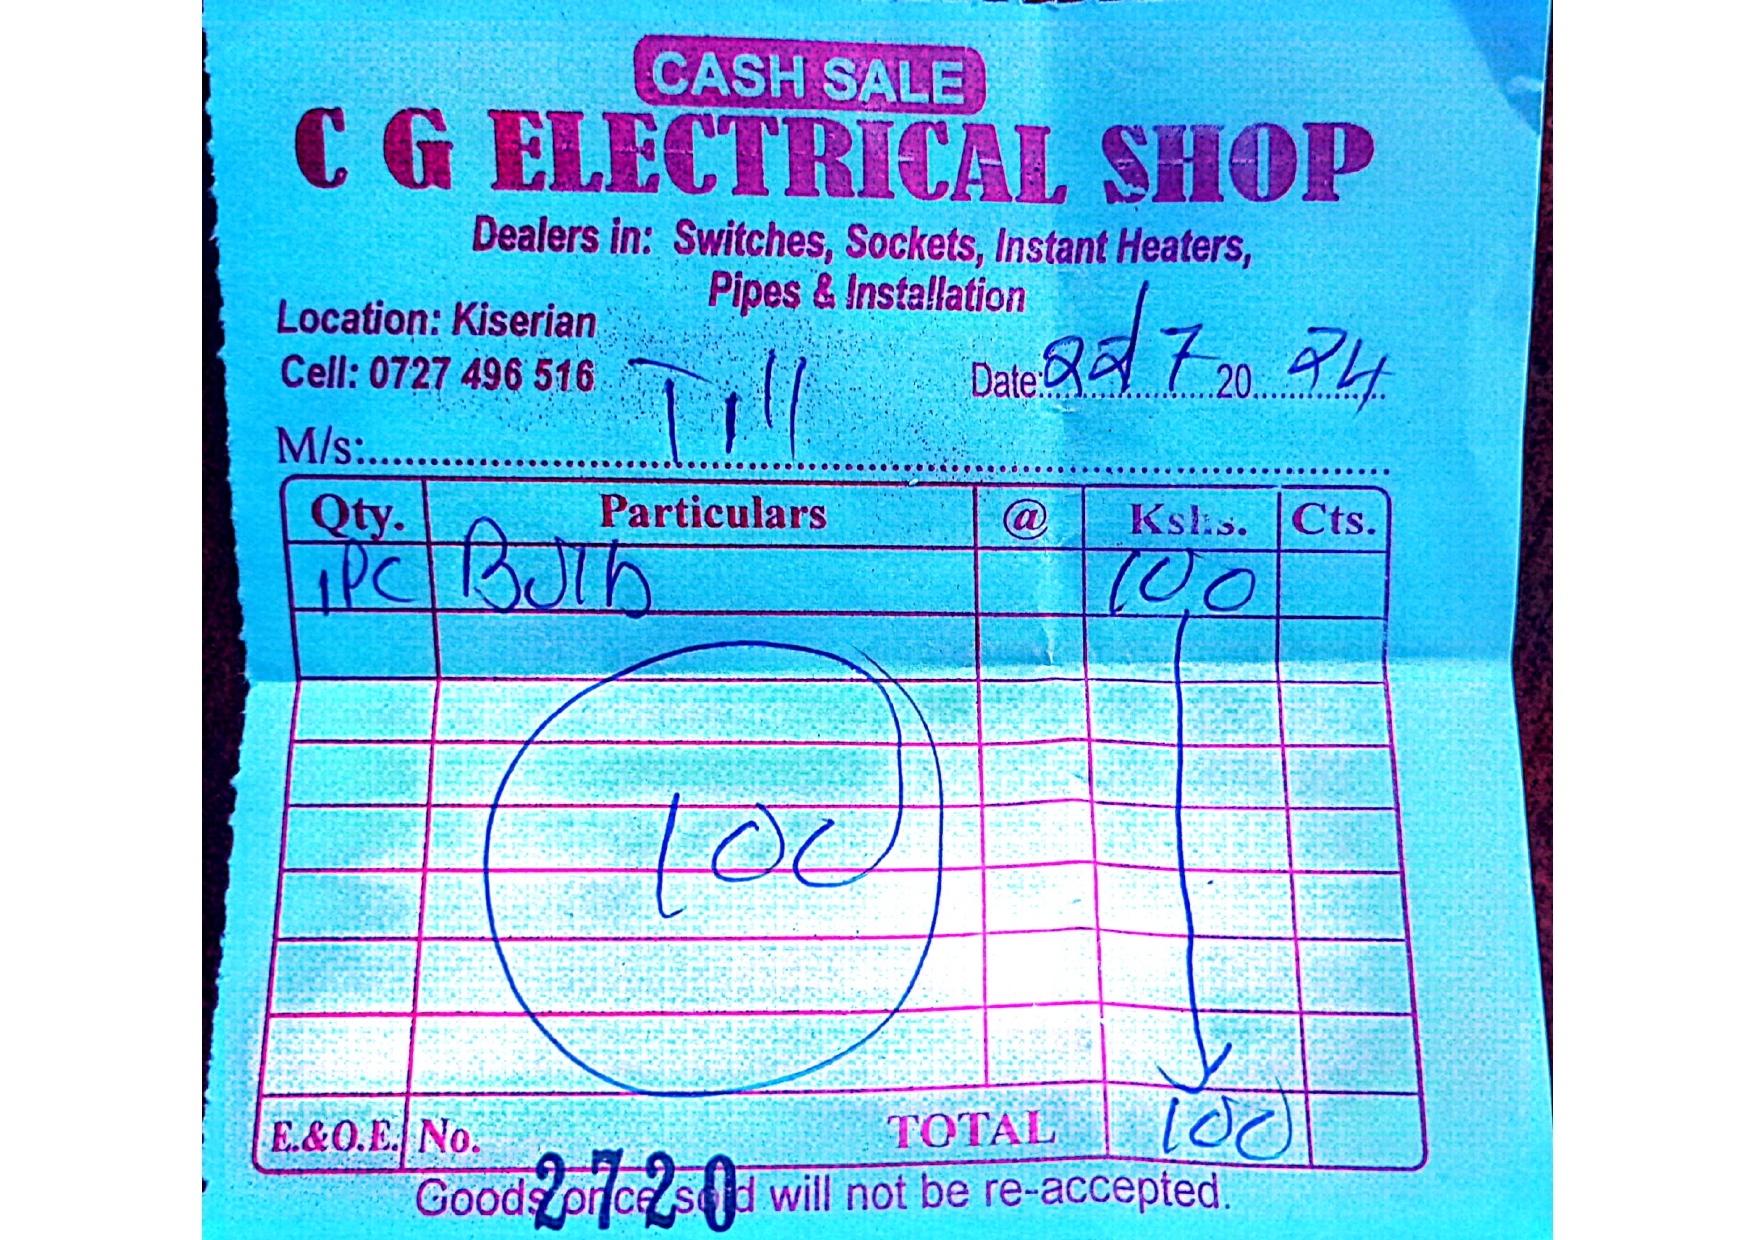 CASH SALE
C G ELECTRICAL SHOP
Dealers in: Switches, Sockets, Instant Heaters,
Pipes & Installation
Location: Kiserian
Cell: 0727 496 516
Till
Date: 22/7 20 24
M/s:
Qty. Particulars @ Kshs. Cts.
1PC Bulb 100
100
E.&O.E. No. 2720 TOTAL 100
Goods once sold will not be re-accepted.